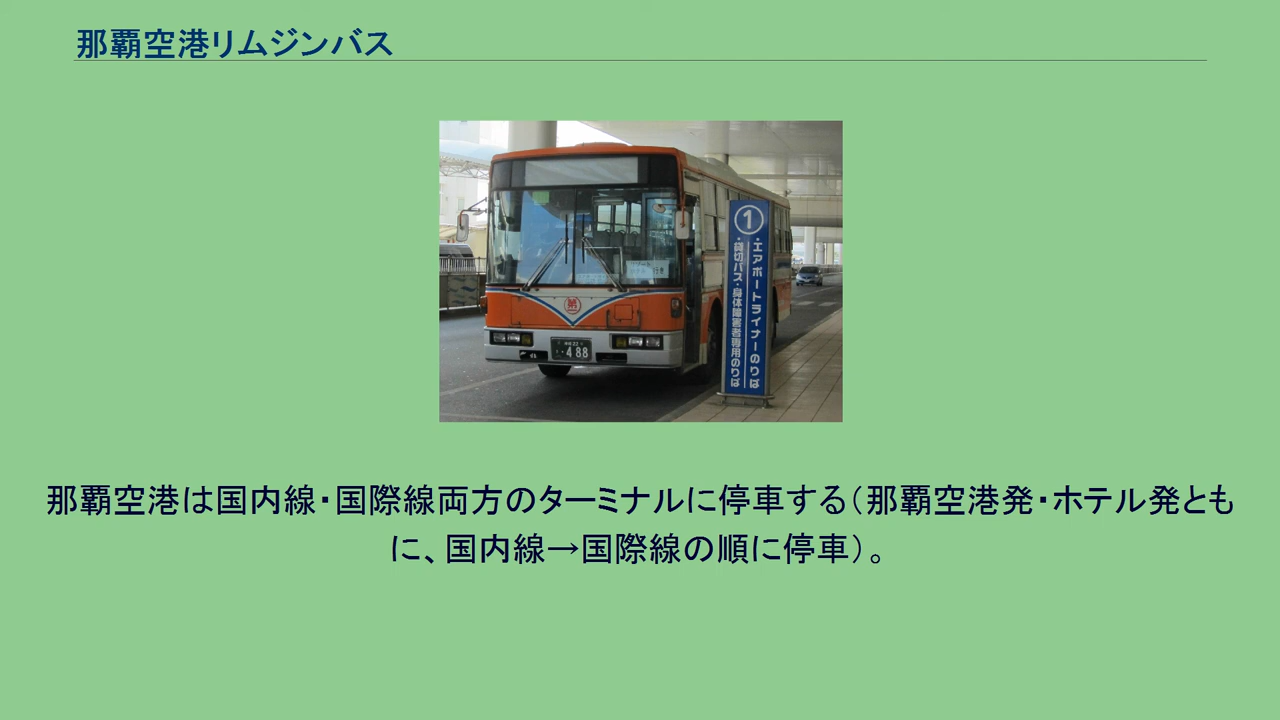 那覇空港リムジンバス
①
・エアポートライナーのりば
・貸切バス・身体障害者専用のりば
第一
488
那覇空港は国内線・国際線両方のターミナルに停車する（那覇空港発・ホテル発とも
に、国内線→国際線の順に停車）。